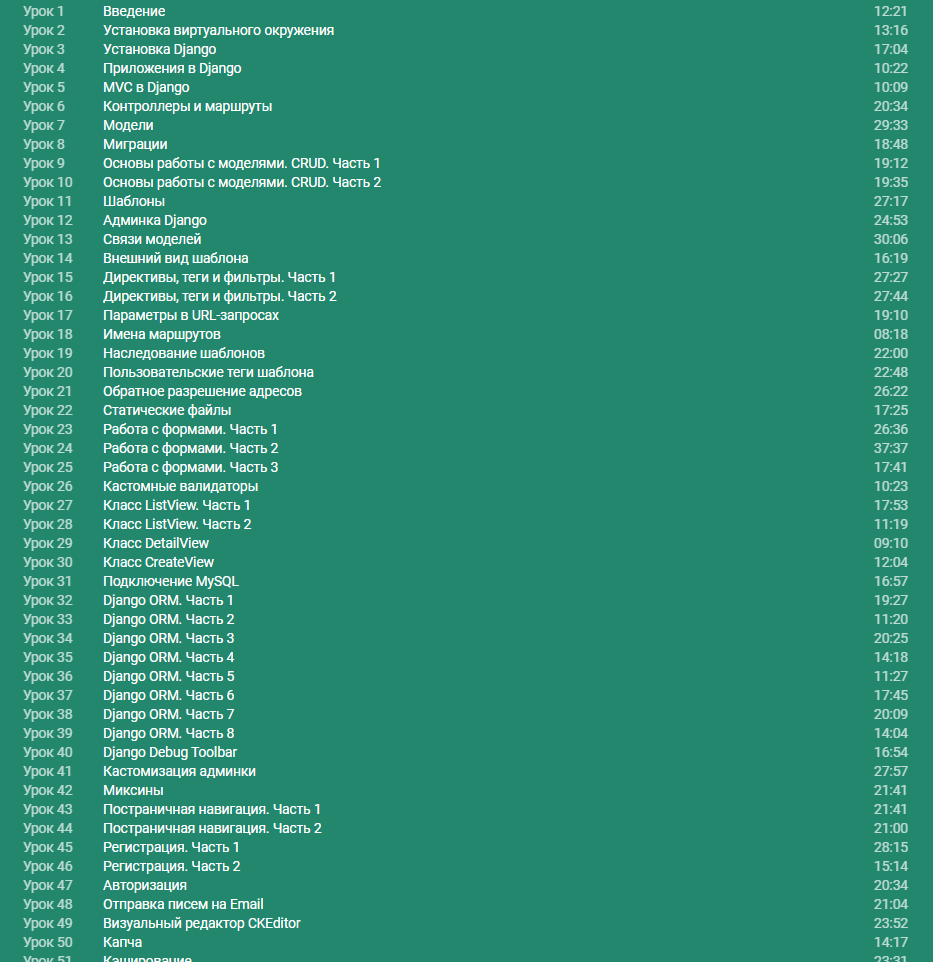 Урок 1 Введение 12:21
Урок 2 Установка виртуального окружения 13:16
Урок 3 Установка Django 17:04
Урок 4 Приложения в Django 10:22
Урок 5 MVC в Django 10:09
Урок 6 Контроллеры и маршруты 20:34
Урок 7 Модели 29:33
Урок 8 Миграции 18:48
Урок 9 Основы работы с моделями. CRUD. Часть 1 19:12
Урок 10 Основы работы с моделями. CRUD. Часть 2 19:35
Урок 11 Шаблоны 27:17
Урок 12 Админка Django 24:53
Урок 13 Связи моделей 30:06
Урок 14 Внешний вид шаблона 16:19
Урок 15 Директивы, теги и фильтры. Часть 1 27:27
Урок 16 Директивы, теги и фильтры. Часть 2 27:44
Урок 17 Параметры в URL-запросах 19:10
Урок 18 Имена маршрутов 08:18
Урок 19 Наследование шаблонов 22:00
Урок 20 Пользовательские теги шаблона 22:48
Урок 21 Обратное разрешение адресов 26:22
Урок 22 Статические файлы 17:25
Урок 23 Работа с формами. Часть 1 26:36
Урок 24 Работа с формами. Часть 2 37:37
Урок 25 Работа с формами. Часть 3 17:41
Урок 26 Кастомные валидаторы 10:23
Урок 27 Класс ListView. Часть 1 17:53
Урок 28 Класс ListView. Часть 2 11:19
Урок 29 Класс DetailView 09:10
Урок 30 Класс CreateView 12:04
Урок 31 Подключение MySQL 16:57
Урок 32 Django ORM. Часть 1 19:27
Урок 33 Django ORM. Часть 2 11:20
Урок 34 Django ORM. Часть 3 20:25
Урок 35 Django ORM. Часть 4 14:18
Урок 36 Django ORM. Часть 5 11:27
Урок 37 Django ORM. Часть 6 17:45
Урок 38 Django ORM. Часть 7 20:09
Урок 39 Django ORM. Часть 8 14:04
Урок 40 Django Debug Toolbar 16:54
Урок 41 Кастомизация админки 27:57
Урок 42 Миксины 21:41
Урок 43 Постраничная навигация. Часть 1 21:41
Урок 44 Постраничная навигация. Часть 2 21:00
Урок 45 Регистрация. Часть 1 28:15
Урок 46 Регистрация. Часть 2 15:14
Урок 47 Авторизация 20:34
Урок 48 Отправка писем на Email 21:04
Урок 49 Визуальный редактор CKEditor 23:52
Урок 50 Капча 14:17
Урок 51 Кэширование 23:31